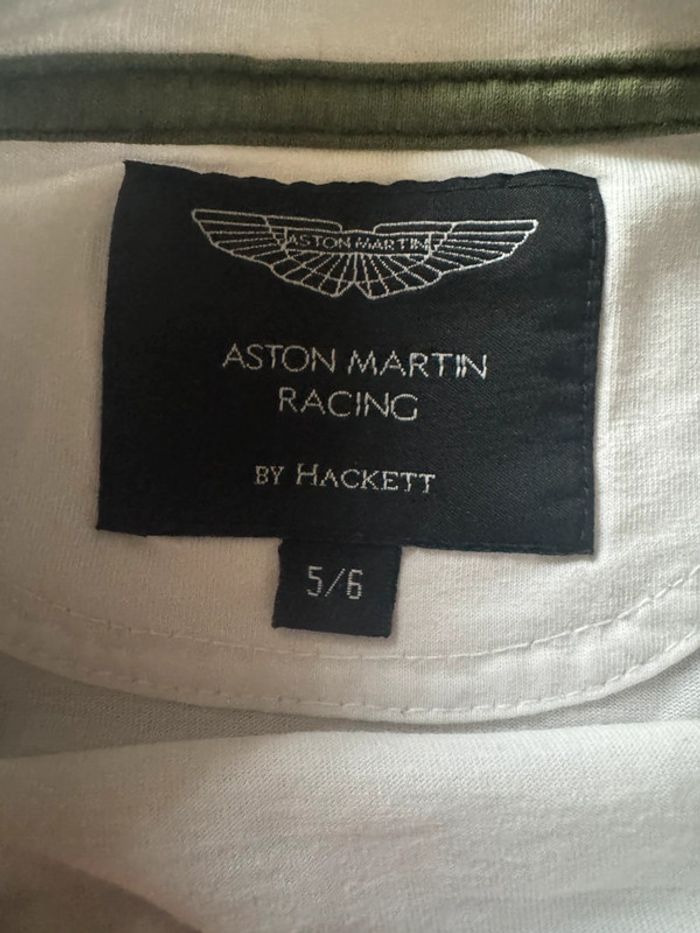 ASTON MARTIN
ASTON MARTIN
RACING
BY HACKETT
5/6